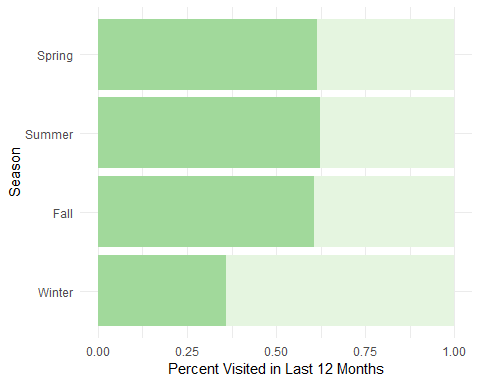 Spring
Summer
Fall
Winter
Season
0.00 0.25 0.50 0.75 1.00
Percent Visited in Last 12 Months